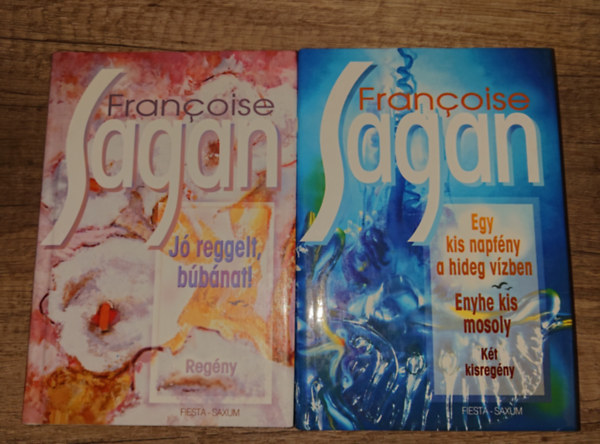 Françoise
Sagan
Jó reggelt,
búbánat!
Regény
FIESTA - SAXUM
Françoise
Sagan
Egy
kis napfény
a hideg vízben
Enyhe kis
mosoly
Két
kisregény
FIESTA - SAXUM